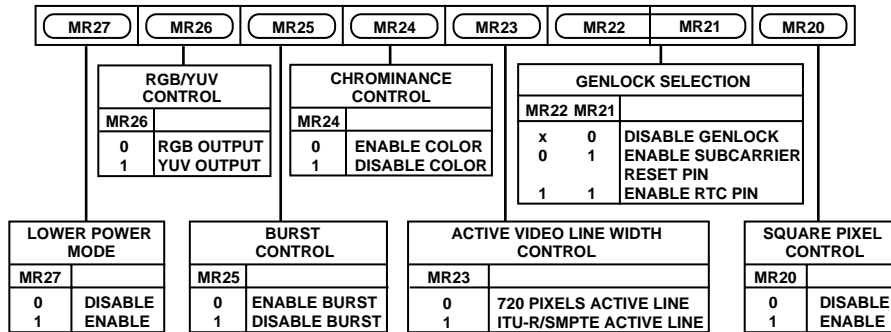 MR27 MR26 MR25 MR24 MR23 MR22 MR21 MR20
RGB/YUV
CONTROL
MR26
0 RGB OUTPUT
1 YUV OUTPUT
CHROMINANCE
CONTROL
MR24
0 ENABLE COLOR
1 DISABLE COLOR
GENLOCK SELECTION
MR22 MR21
x 0 DISABLE GENLOCK
0 1 ENABLE SUBCARRIER
RESET PIN
1 1 ENABLE RTC PIN
LOWER POWER
MODE
MR27
0 DISABLE
1 ENABLE
BURST
CONTROL
MR25
0 ENABLE BURST
1 DISABLE BURST
ACTIVE VIDEO LINE WIDTH
CONTROL
MR23
0 720 PIXELS ACTIVE LINE
1 ITU-R/SMPTE ACTIVE LINE
SQUARE PIXEL
CONTROL
MR20
0 DISABLE
1 ENABLE